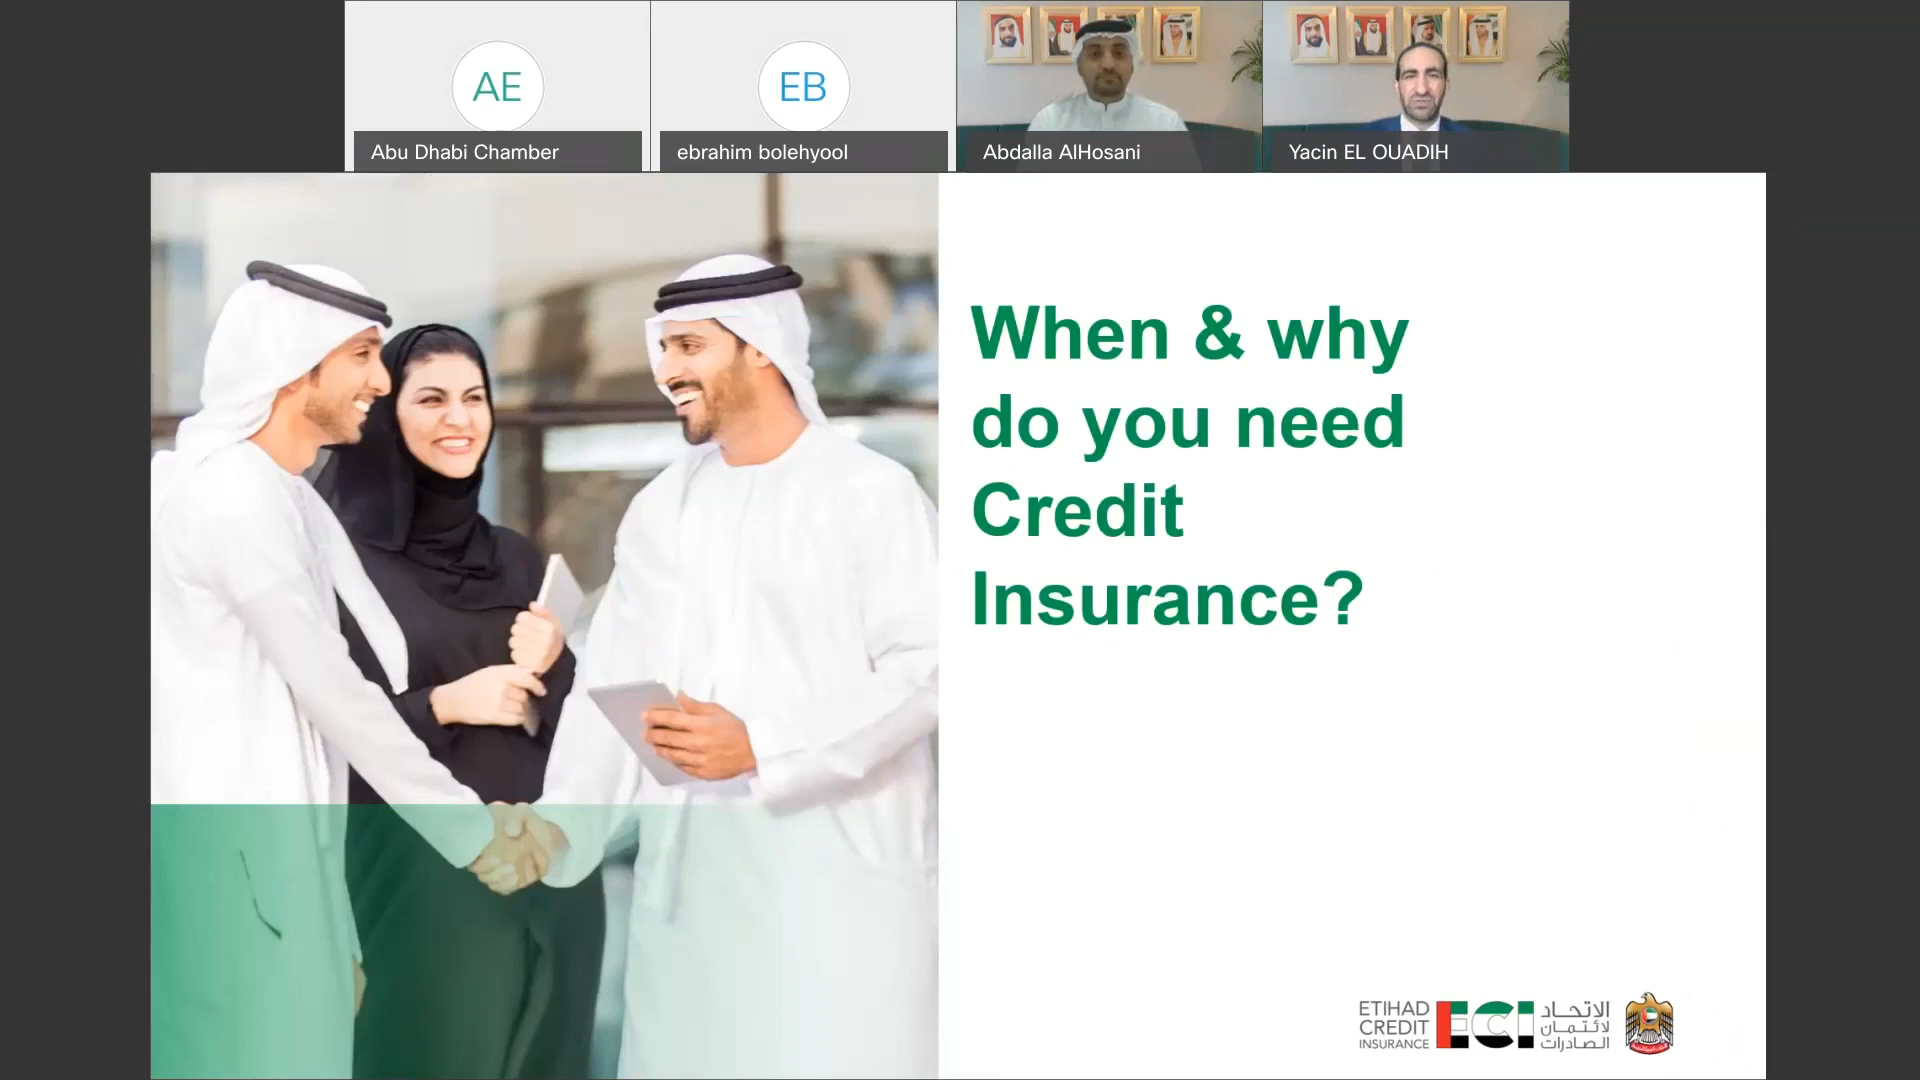 AE
Abu Dhabi Chamber
EB
ebrahim bolehyool
Abdalla AlHosani
Yacin EL OUADIH
When & why
do you need
Credit
Insurance?
ETIHAD
CREDIT
INSURANCE
ECI
الاتحاد
لائتمان
الصادرات